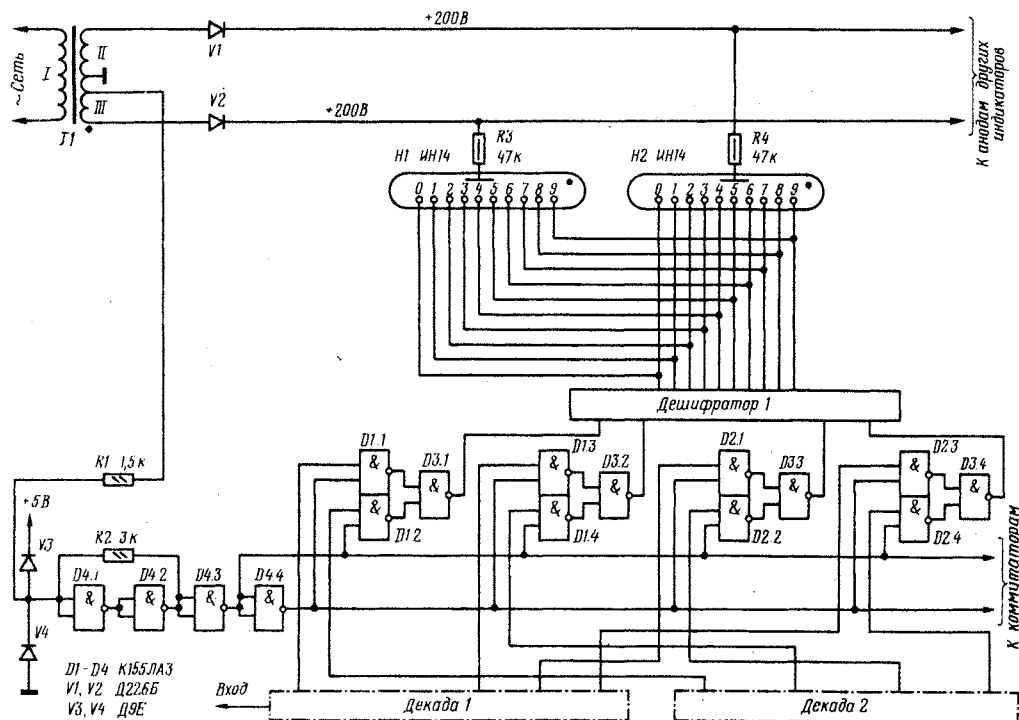 +200В
~Сеть
I
II
III
T1
V1
V2
+200В
К анодам других
индикаторов
R3
47к
R4
47к
H1 ИН14
0 1 2 3 4 5 6 7 8 9
H2 ИН14
0 1 2 3 4 5 6 7 8 9
Дешифратор 1
R1 1,5к
+5В
V3
R2 3к
V4
D4.1
&
D4.2
&
D4.3
&
D4.4
&
D1.1
&
&
D1.2
D3.1
&
D1.3
&
&
D1.4
D3.2
&
D2.1
&
&
D2.2
D3.3
&
D2.3
&
&
D2.4
D3.4
&
К коммитаторам
D1-D4 К155ЛА3
V1, V2 Д226Б
V3, V4 Д9Е
Вход
Декада 1
Декада 2